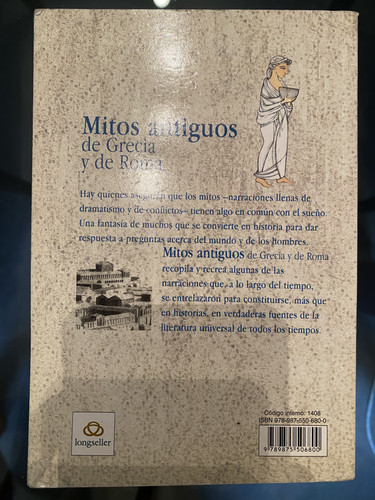 Mitos antiguos
de Grecia
y de Roma
Hay quienes aseguran que los mitos –narraciones llenas de
dramatismo y de conflictos– tienen algo en común con el sueño.
Una fantasía de muchos que se convierte en historia para dar
respuesta a preguntas acerca del mundo y de los hombres.
Mitos antiguos de Grecia y de Roma
recopila y recrea algunas de las
narraciones que, a lo largo del tiempo,
se entrelazaron para constituirse, más que
en historias, en verdaderas fuentes de la
literatura universal de todos los tiempos.
Código interno: 1408
ISBN 978-987-550-680-0
9 789875 506800
longseller